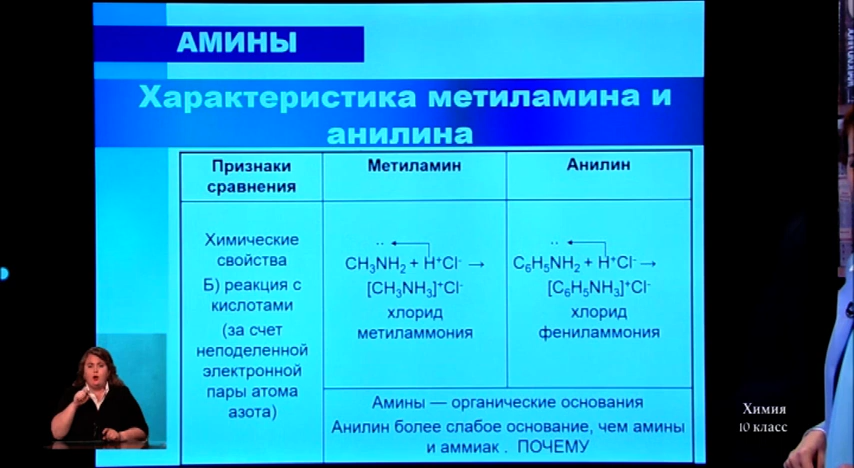 АМИНЫ
Характеристика метиламина и
анилина
Признаки
сравнения
Метиламин
Анилин
Химические
свойства
Б) реакция с
кислотами
(за счет
неподеленной
электронной
пары атома
азота)
CH₃NH₂ + H⁺Cl⁻ →
[CH₃NH₃]⁺Cl⁻
хлорид
метиламмония
C₆H₅NH₂ + H⁺Cl⁻ →
[C₆H₅NH₃]⁺Cl⁻
хлорид
фениламмония
Амины — органические основания
Анилин более слабое основание, чем амины
и аммиак . ПОЧЕМУ
Химия
10 класс